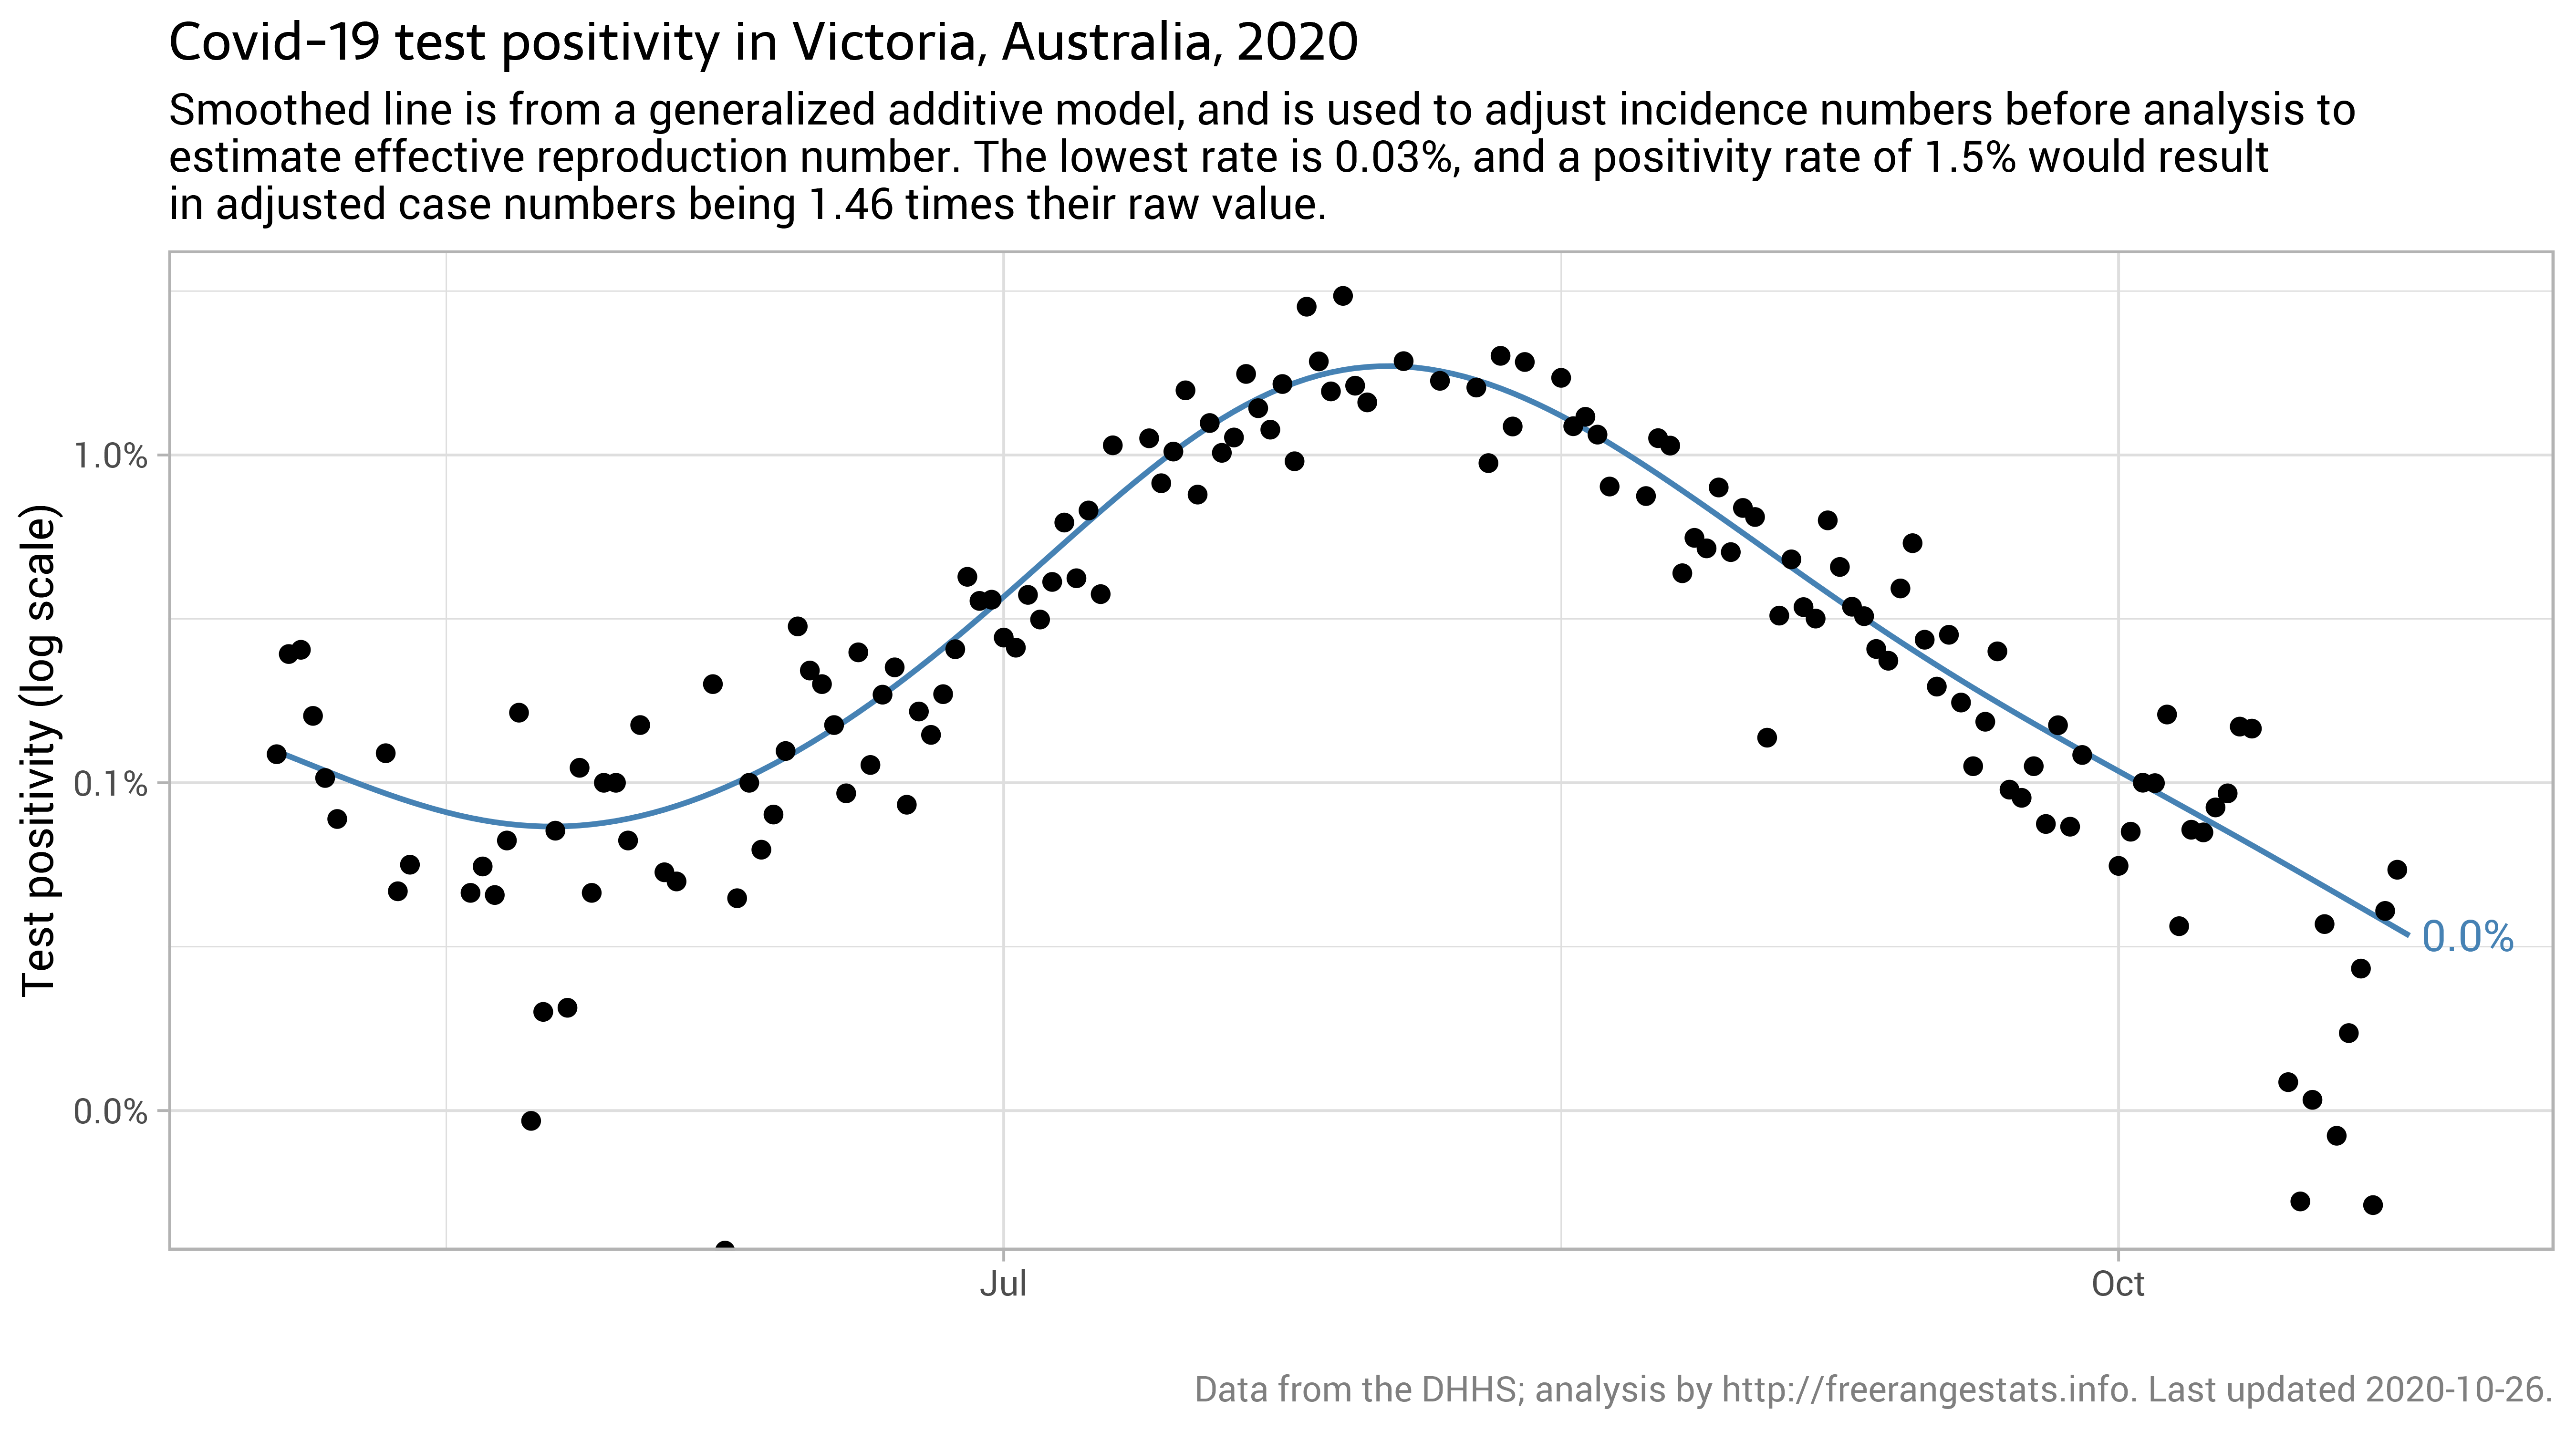 Covid-19 test positivity in Victoria, Australia, 2020
Smoothed line is from a generalized additive model, and is used to adjust incidence numbers before analysis to
estimate effective reproduction number. The lowest rate is 0.03%, and a positivity rate of 1.5% would result
in adjusted case numbers being 1.46 times their raw value.
Test positivity (log scale)
1.0%
0.1%
0.0%
0.0%
Jul
Oct
Data from the DHHS; analysis by http://freerangestats.info. Last updated 2020-10-26.